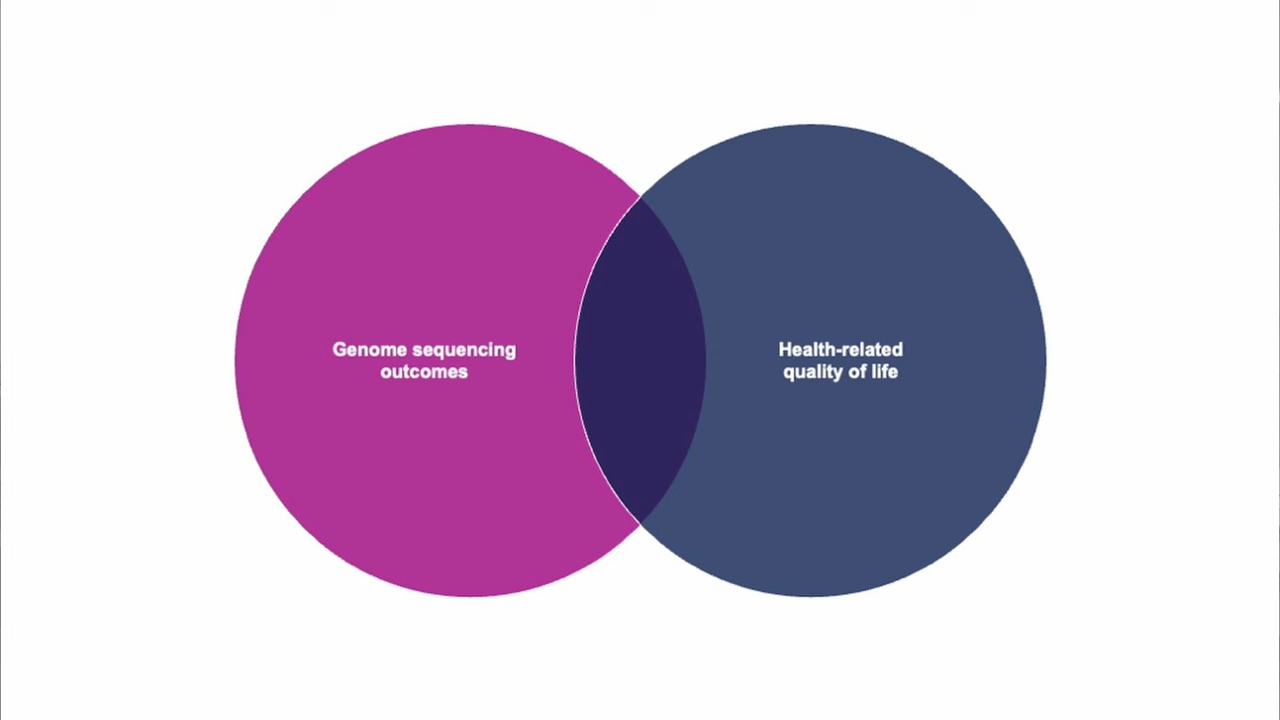 Genome sequencing
outcomes
Health-related
quality of life